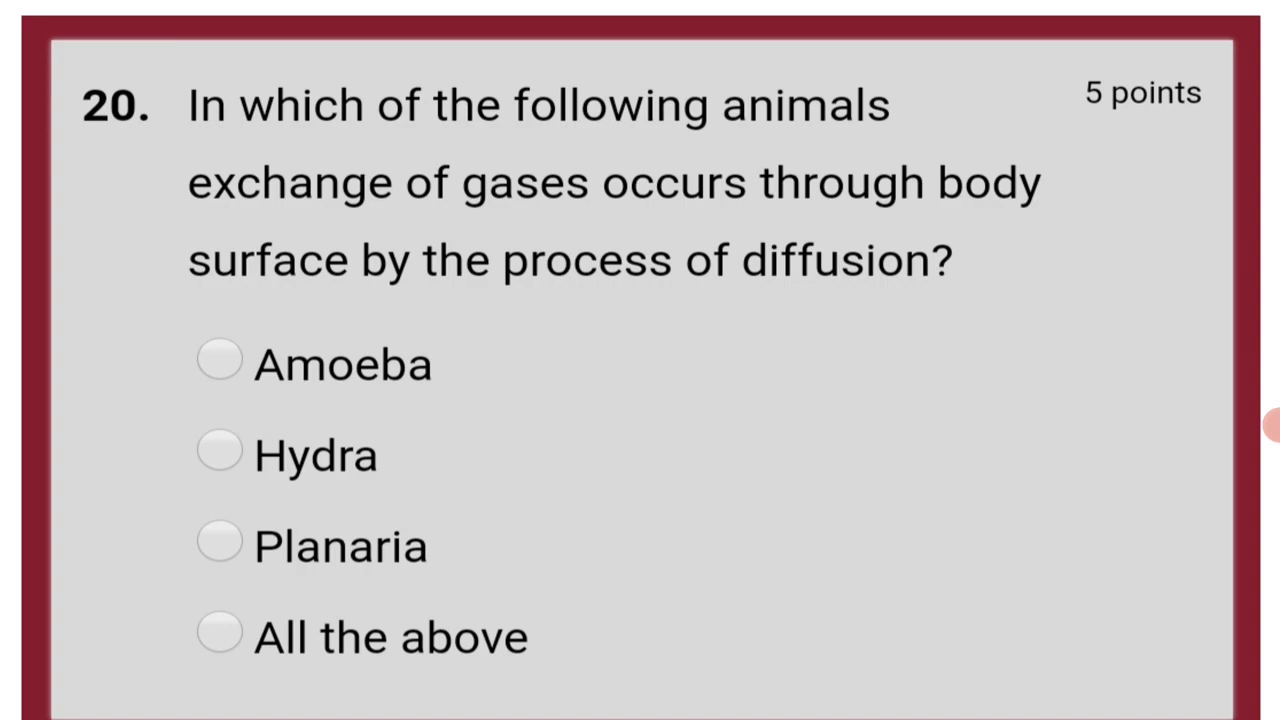 20. In which of the following animals 5 points
exchange of gases occurs through body
surface by the process of diffusion?
Amoeba
Hydra
Planaria
All the above